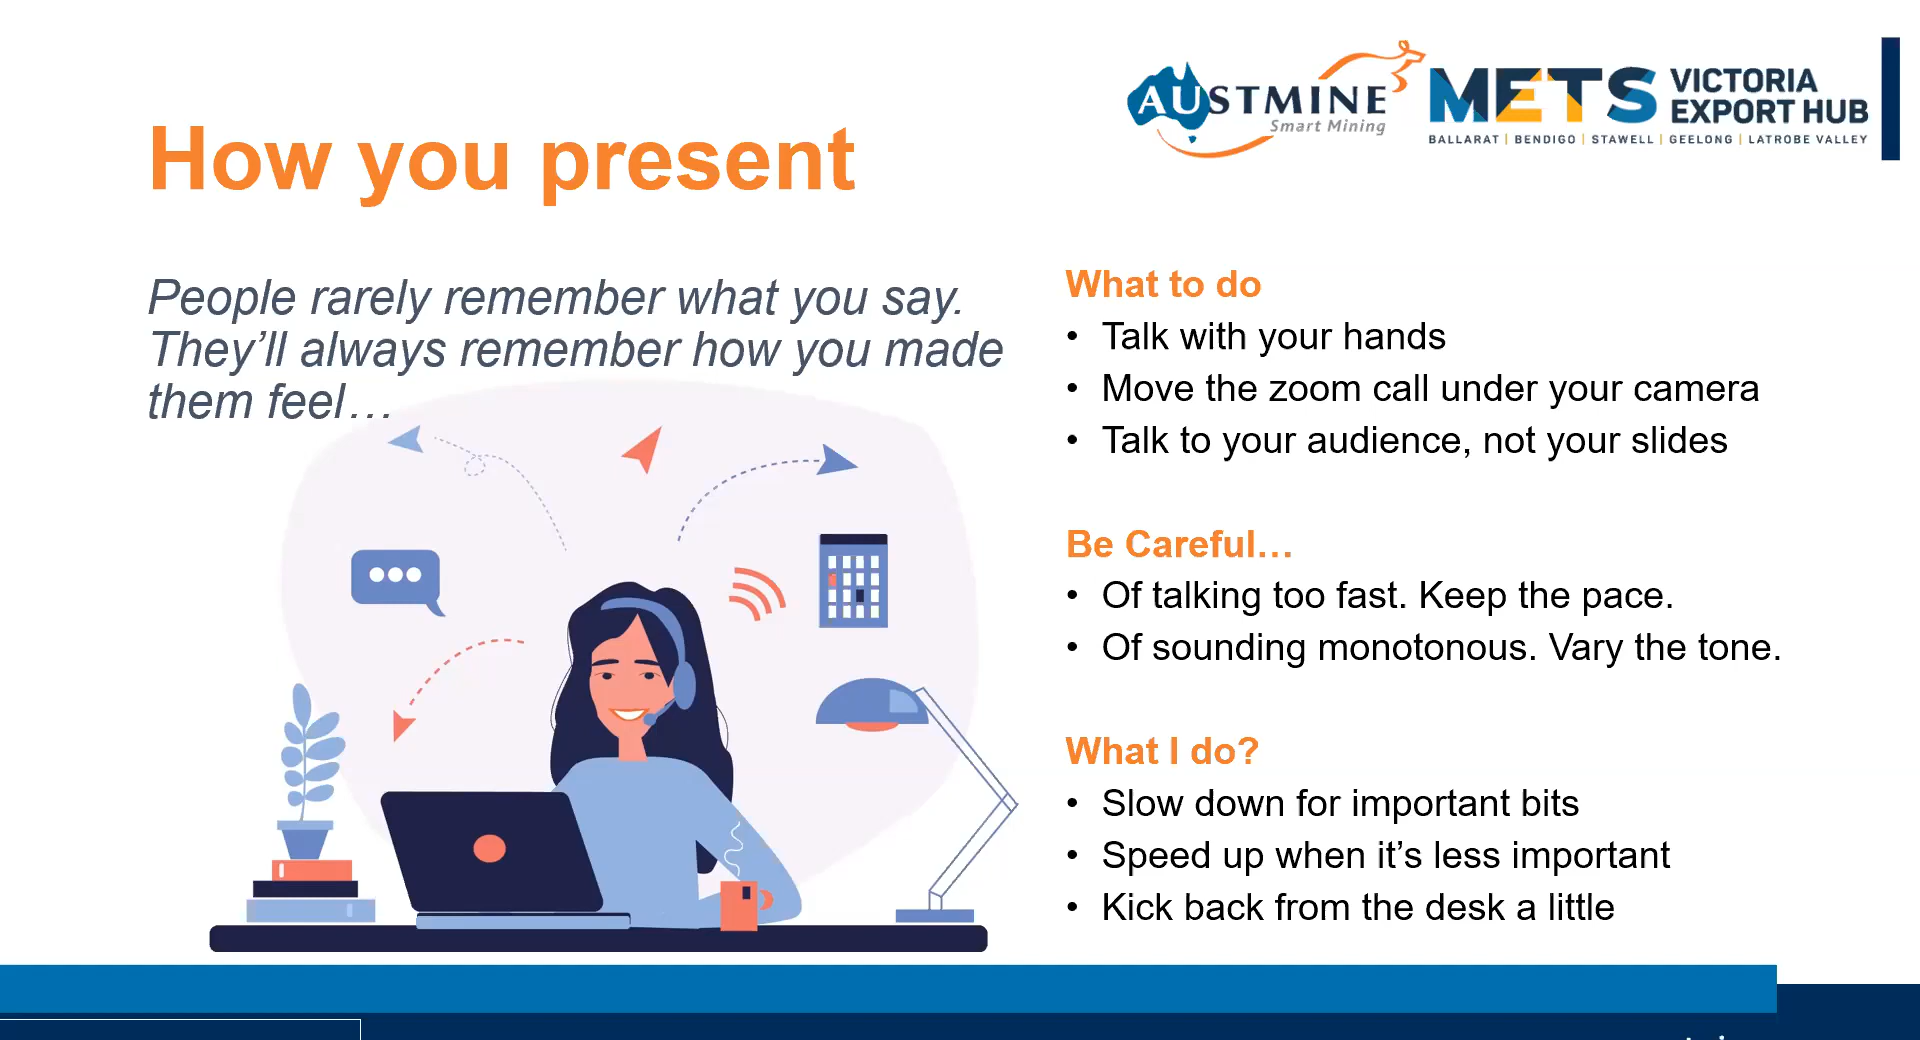 AUSTMINE
Smart Mining
METS VICTORIA EXPORT HUB
BALLARAT | BENDIGO | STAWELL | GEELONG | LATROBE VALLEY
How you present
People rarely remember what you say.
They’ll always remember how you made
them feel…
What to do
• Talk with your hands
• Move the zoom call under your camera
• Talk to your audience, not your slides
Be Careful…
• Of talking too fast. Keep the pace.
• Of sounding monotonous. Vary the tone.
What I do?
• Slow down for important bits
• Speed up when it’s less important
• Kick back from the desk a little